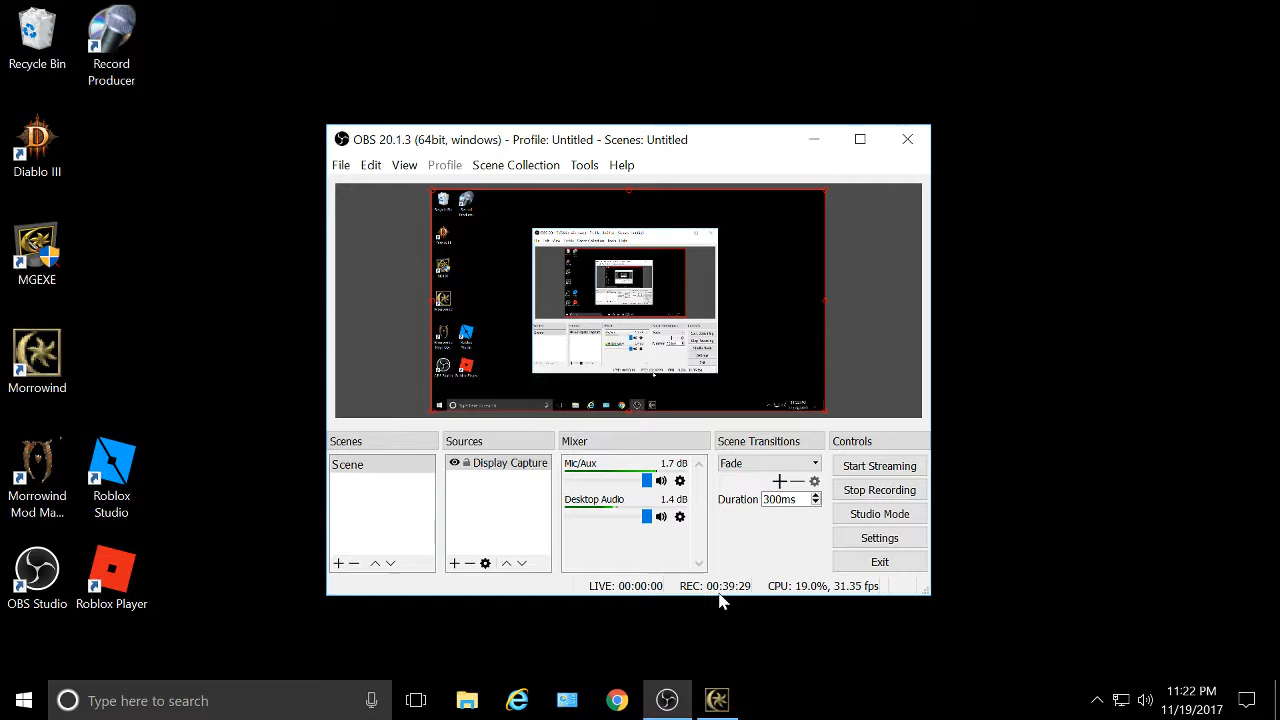 Recycle Bin
Record
Producer
Diablo III
MGEXE
Morrowind
Morrowind
Mod Ma...
Roblox
Studio
OBS Studio
Roblox Player
OBS 20.1.3 (64bit, windows) - Profile: Untitled - Scenes: Untitled
File Edit View Profile Scene Collection Tools Help
Scenes
Sources
Mixer
Scene Transitions
Controls
Scene
Display Capture
Mic/Aux 1.7 dB
Desktop Audio 1.4 dB
Fade
Duration 300ms
Start Streaming
Stop Recording
Studio Mode
Settings
Exit
LIVE: 00:00:00 REC: 00:39:29 CPU: 19.0%, 31.35 fps
Type here to search
11:22 PM
11/19/2017